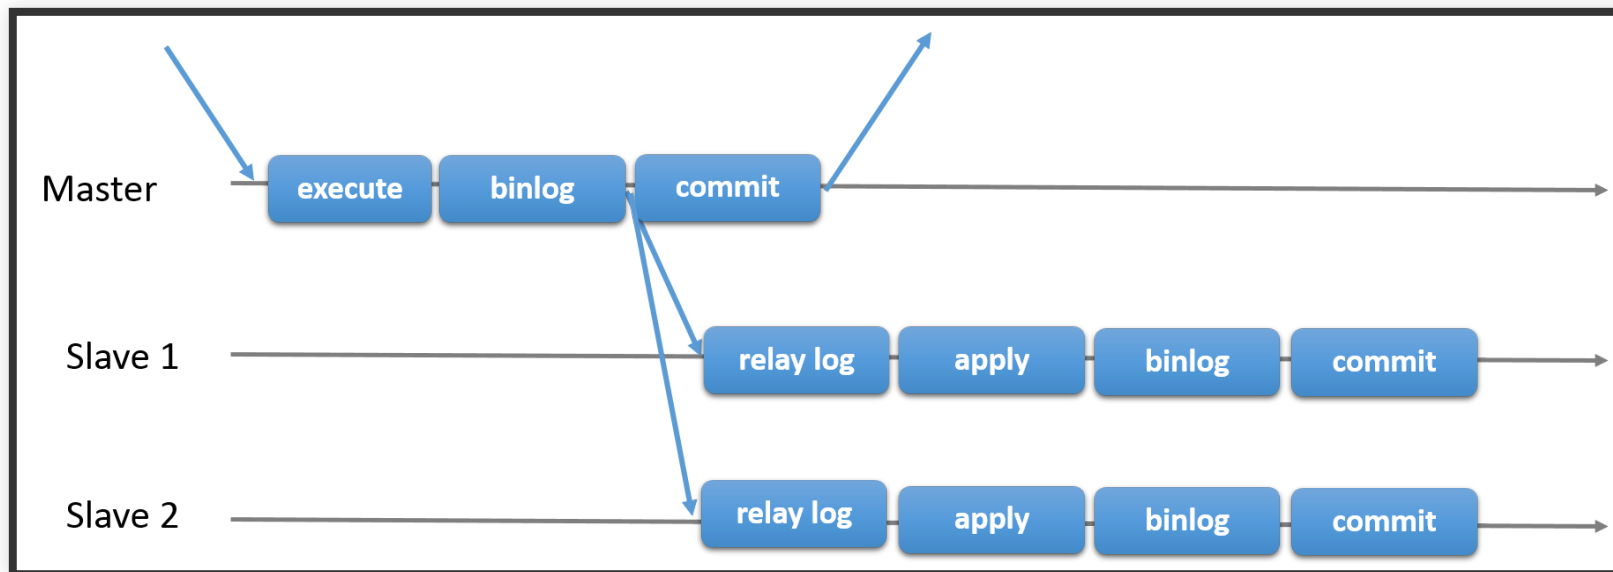 Master execute binlog commit
Slave 1 relay log apply binlog commit
Slave 2 relay log apply binlog commit